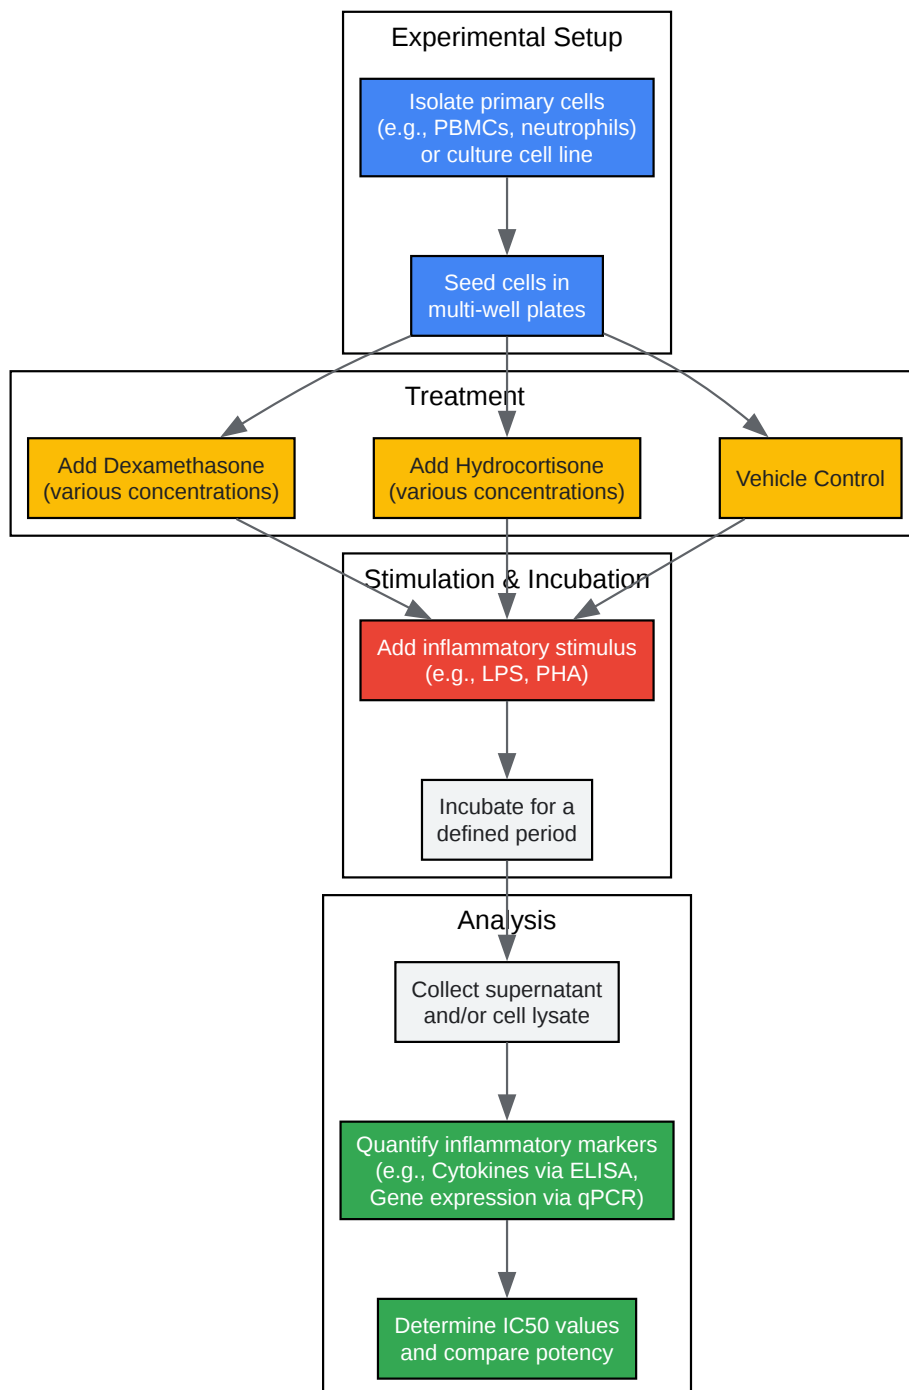 Experimental Setup
Isolate primary cells
(e.g., PBMCs, neutrophils)
or culture cell line
Seed cells in
multi-well plates
Treatment
Add Dexamethasone
(various concentrations)
Add Hydrocortisone
(various concentrations)
Vehicle Control
Stimulation & Incubation
Add inflammatory stimulus
(e.g., LPS, PHA)
Incubate for a
defined period
Analysis
Collect supernatant
and/or cell lysate
Quantify inflammatory markers
(e.g., Cytokines via ELISA,
Gene expression via qPCR)
Determine IC50 values
and compare potency